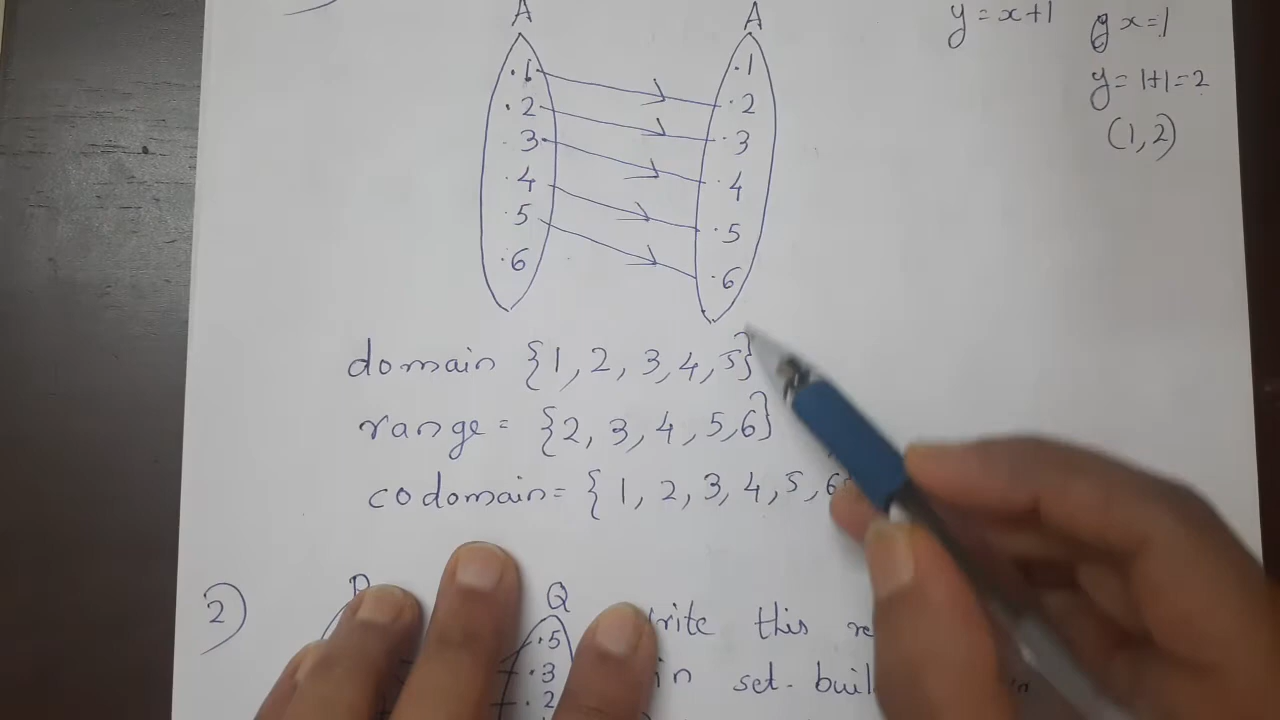 A A
y = x+1
x=1
y = 1+1=2
(1,2)
.1 .1
.2 .2
.3 .3
.4 .4
.5 .5
.6 .6
domain {1, 2, 3, 4, 5}
range = {2, 3, 4, 5, 6}
codomain = { 1, 2, 3, 4, 5, 6}
2)
Q
.5
.3
.2
this
in set-buil